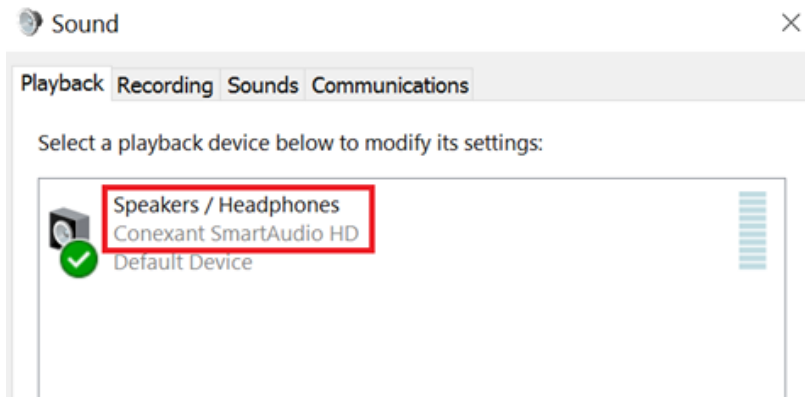 Sound
Playback Recording Sounds Communications
Select a playback device below to modify its settings:
Speakers / Headphones
Conexant SmartAudio HD
Default Device